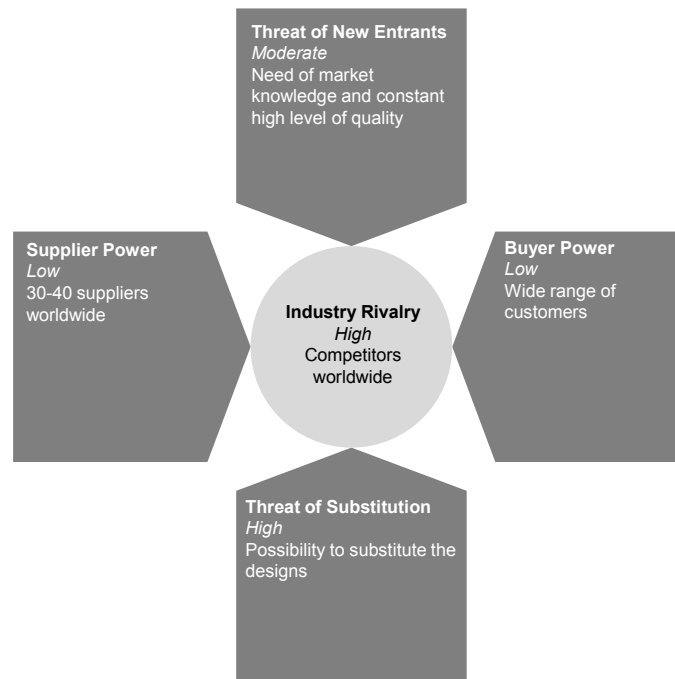 Threat of New Entrants
Moderate
Need of market
knowledge and constant
high level of quality
Supplier Power
Low
30-40 suppliers
worldwide
Industry Rivalry
High
Competitors
worldwide
Buyer Power
Low
Wide range of
customers
Threat of Substitution
High
Possibility to substitute the
designs